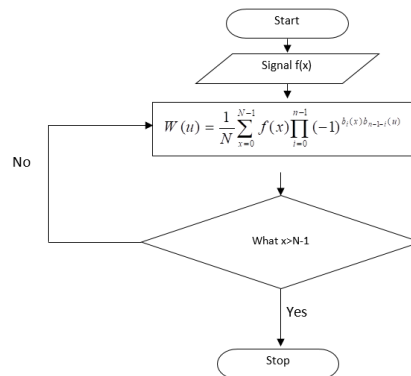 Start
Signal f(x)
W(u) = \frac{1}{N} \sum_{x=0}^{N-1} f(x) \prod_{i=0}^{n-1} (-1)^{b_i(x)b_{n-1-i}(u)}
No
What x>N-1
Yes
Stop